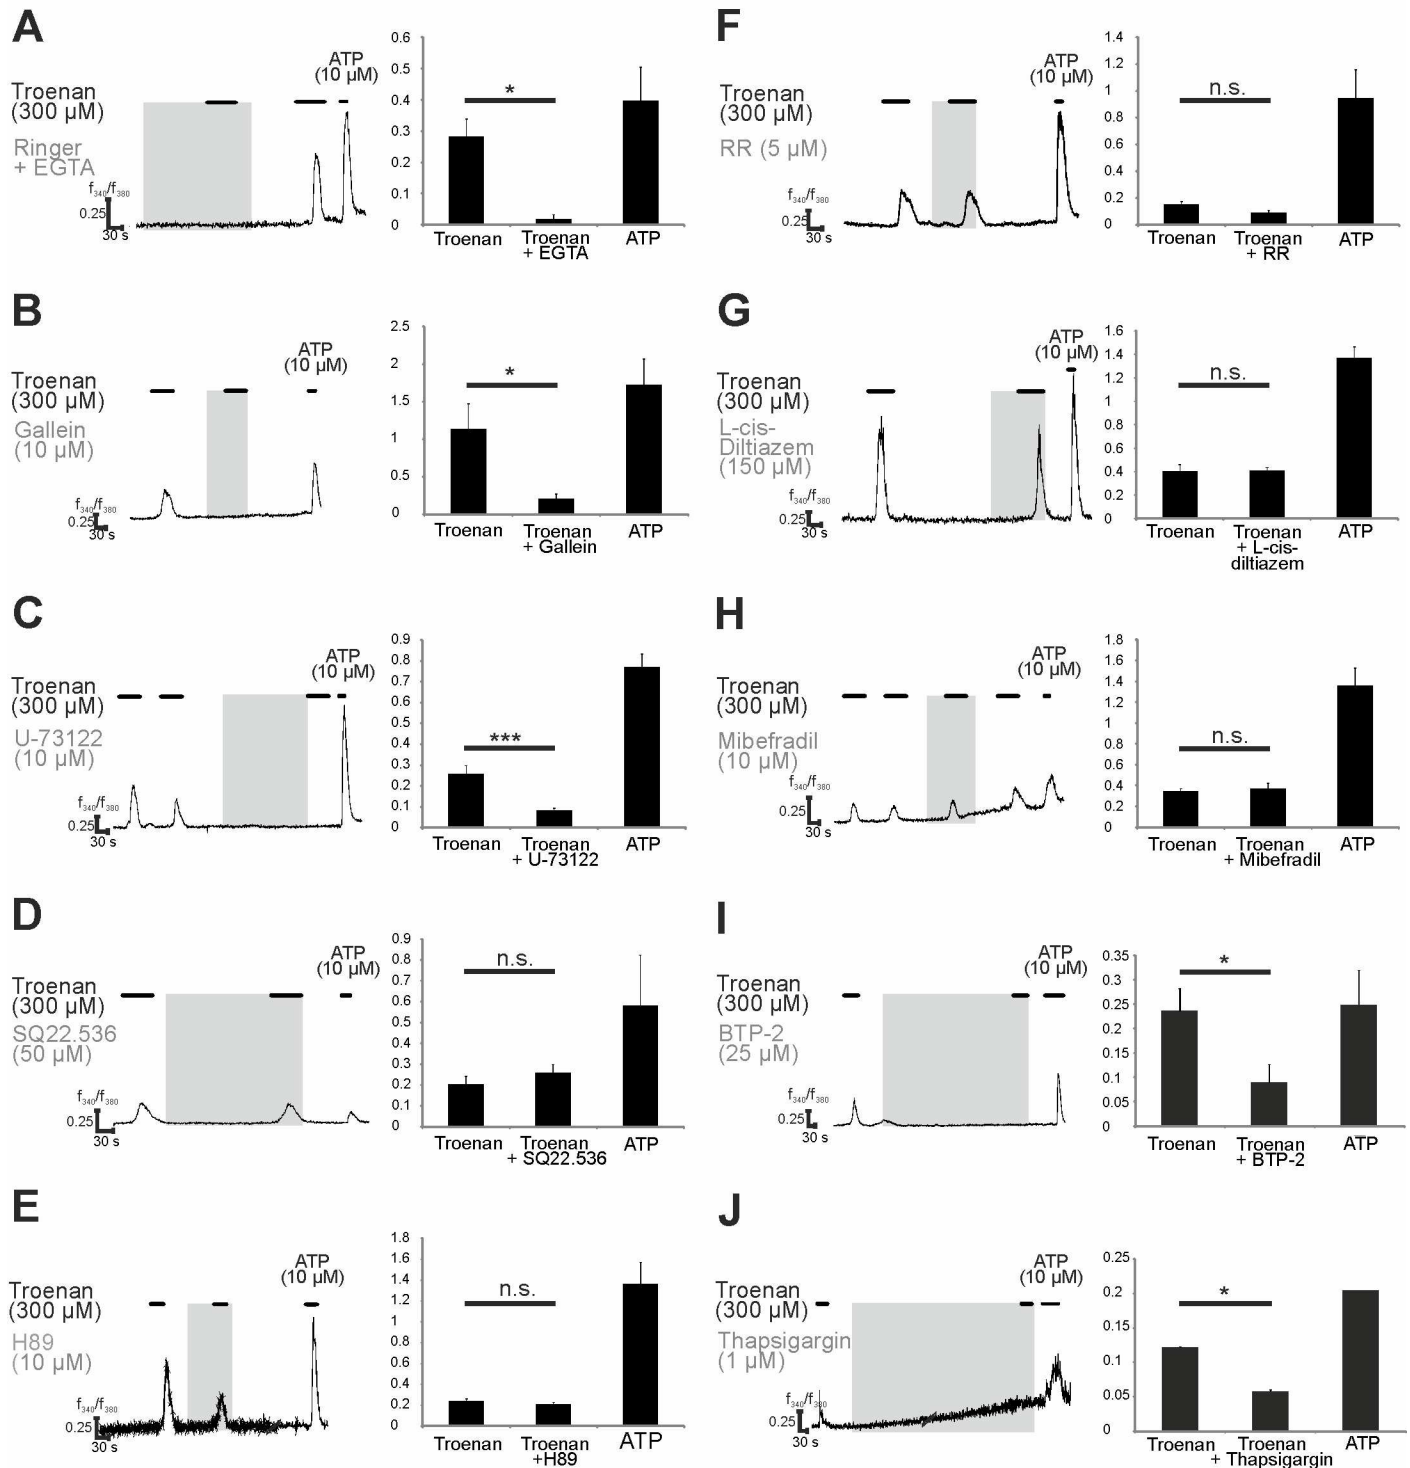 A
Troenan
(300 µM)
Ringer
+ EGTA
ATP
(10 µM)
f340/f380
0.25
30 s
0.6
0.5
0.4
0.3
0.2
0.1
0
*
Troenan
Troenan
+ EGTA
ATP
F
Troenan
(300 µM)
RR (5 µM)
ATP
(10 µM)
f340/f380
0.25
30 s
1.4
1.2
1
0.8
0.6
0.4
0.2
0
n.s.
Troenan
Troenan
+ RR
ATP
B
Troenan
(300 µM)
Gallein
(10 µM)
ATP
(10 µM)
f340/f380
0.25
30 s
2.5
2
1.5
1
0.5
0
*
Troenan
Troenan
+ Gallein
ATP
G
Troenan
(300 µM)
L-cis-
Diltiazem
(150 µM)
ATP
(10 µM)
f340/f380
0.25
30 s
1.6
1.4
1.2
1
0.8
0.6
0.4
0.2
0
n.s.
Troenan
Troenan
+ L-cis-
diltiazem
ATP
C
Troenan
(300 µM)
U-73122
(10 µM)
ATP
(10 µM)
f340/f380
0.25
30 s
0.9
0.8
0.7
0.6
0.5
0.4
0.3
0.2
0.1
0
***
Troenan
Troenan
+ U-73122
ATP
H
Troenan
(300 µM)
Mibefradil
(10 µM)
ATP
(10 µM)
f340/f380
0.25
30 s
1.8
1.6
1.4
1.2
1
0.8
0.6
0.4
0.2
0
n.s.
Troenan
Troenan
+ Mibefradil
ATP
D
Troenan
(300 µM)
SQ22.536
(50 µM)
ATP
(10 µM)
f340/f380
0.25
30 s
0.9
0.8
0.7
0.6
0.5
0.4
0.3
0.2
0.1
0
n.s.
Troenan
Troenan
+ SQ22.536
ATP
I
Troenan
(300 µM)
BTP-2
(25 µM)
ATP
(10 µM)
f340/f380
0.25
30 s
0.35
0.3
0.25
0.2
0.15
0.1
0.05
0
*
Troenan
Troenan
+ BTP-2
ATP
E
Troenan
(300 µM)
H89
(10 µM)
ATP
(10 µM)
f340/f380
0.25
30 s
1.8
1.6
1.4
1.2
1
0.8
0.6
0.4
0.2
0
n.s.
Troenan
Troenan
+H89
ATP
J
Troenan
(300 µM)
Thapsigargin
(1 µM)
ATP
(10 µM)
f340/f380
0.25
30 s
0.25
0.2
0.15
0.1
0.05
0
*
Troenan
Troenan
+ Thapsigargin
ATP